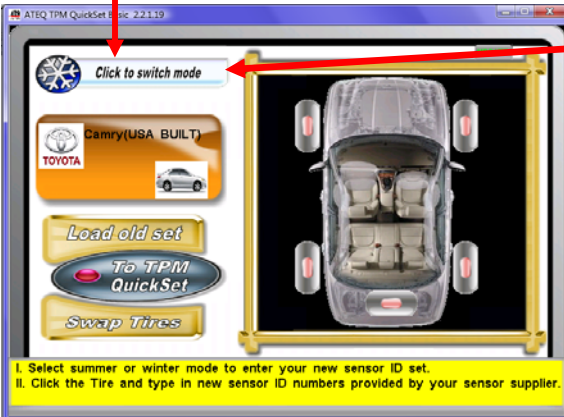 ATEQ TPM QuickSet Basic 2.2.1.19
Click to switch mode
Camry(USA BUILT)
TOYOTA
Load old set
To TPM
QuickSet
Swap Tires
I. Select summer or winter mode to enter your new sensor ID set.
II. Click the Tire and type in new sensor ID numbers provided by your sensor supplier.